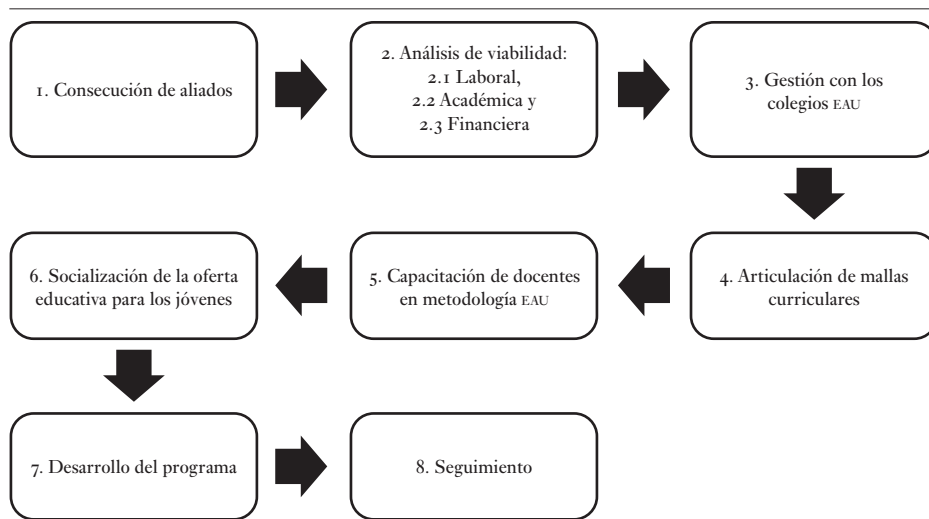 1. Consecución de aliados
2. Análisis de viabilidad:
2.1 Laboral,
2.2 Académica y
2.3 Financiera
3. Gestión con los
colegios EAU
4. Articulación de mallas
curriculares
5. Capacitación de docentes
en metodología EAU
6. Socialización de la oferta
educativa para los jóvenes
7. Desarrollo del programa
8. Seguimiento